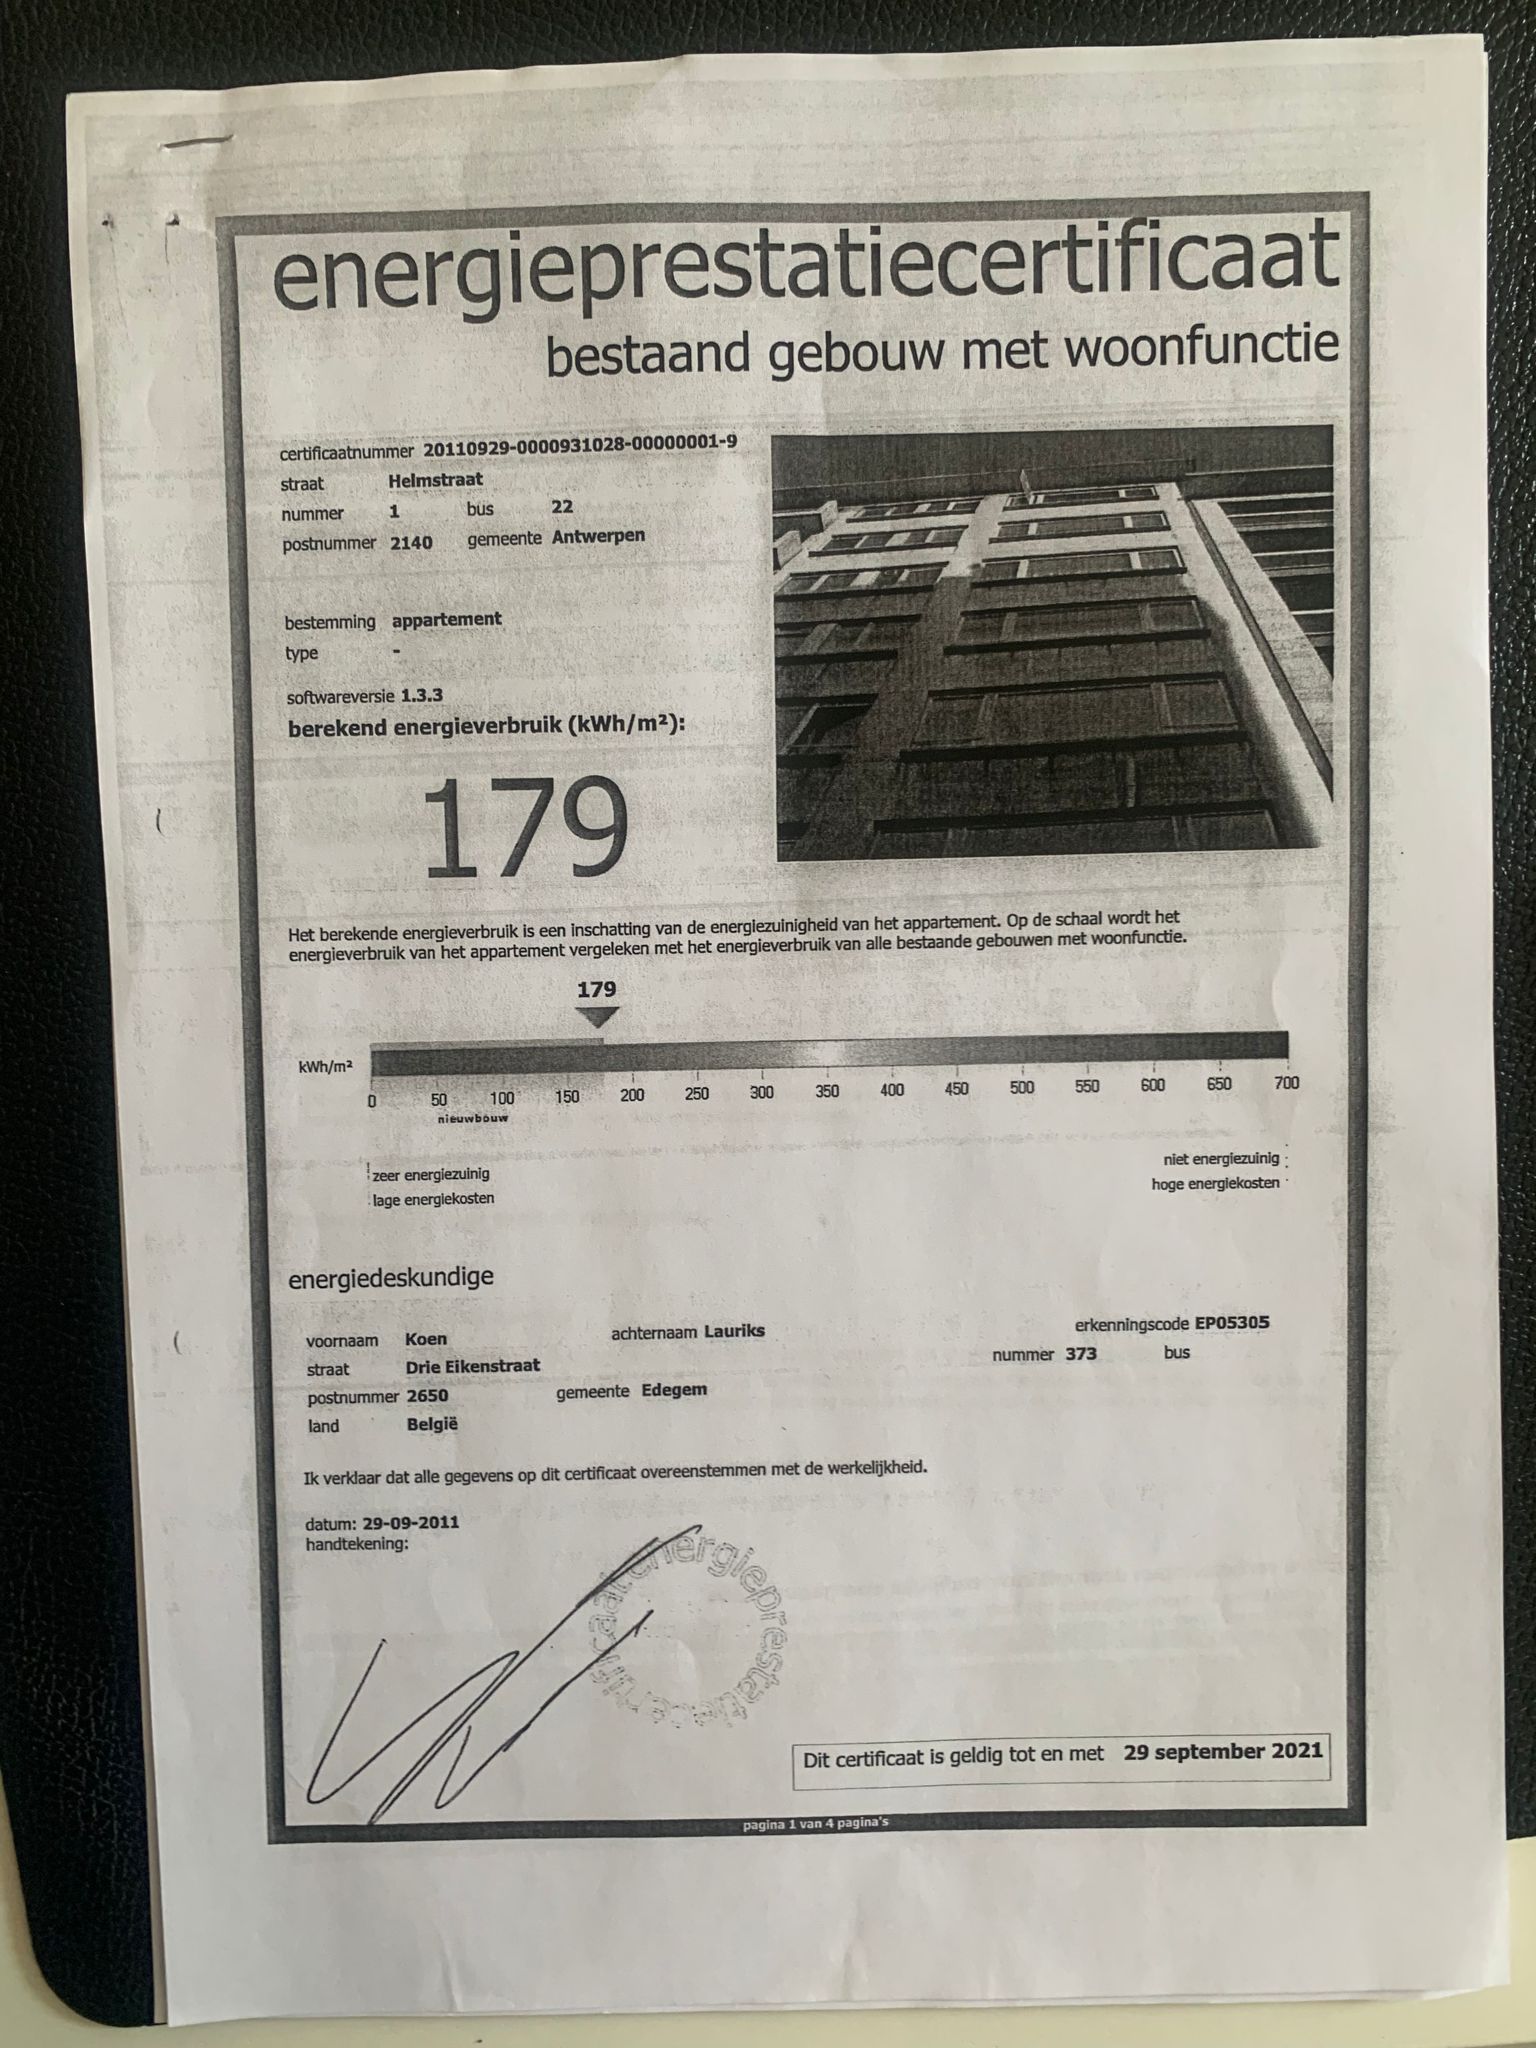 energieprestatiecertificaat
bestaand gebouw met woonfunctie
certificaatnummer 20110929-0000931028-00000001-9
straat Helmstraat
nummer 1 bus 22
postnummer 2140 gemeente Antwerpen
bestemming appartement
type -
softwareversie 1.3.3
berekend energieverbruik (kWh/m²):
179
Het berekende energieverbruik is een inschatting van de energiezuinigheid van het appartement. Op de schaal wordt het
energieverbruik van het appartement vergeleken met het energieverbruik van alle bestaande gebouwen met woonfunctie.
179
kWh/m²
0 50 100 150 200 250 300 350 400 450 500 550 600 650 700
nieuwbouw
zeer energiezuinig niet energiezuinig
lage energiekosten hoge energiekosten
energiedeskundige
voornaam Koen achternaam Lauriks erkenningscode EP05305
straat Drie Eikenstraat nummer 373 bus
postnummer 2650 gemeente Edegem
land België
Ik verklaar dat alle gegevens op dit certificaat overeenstemmen met de werkelijkheid.
datum: 29-09-2011
handtekening:
energieprestatiecertificaat
Dit certificaat is geldig tot en met 29 september 2021
pagina 1 van 4 pagina's